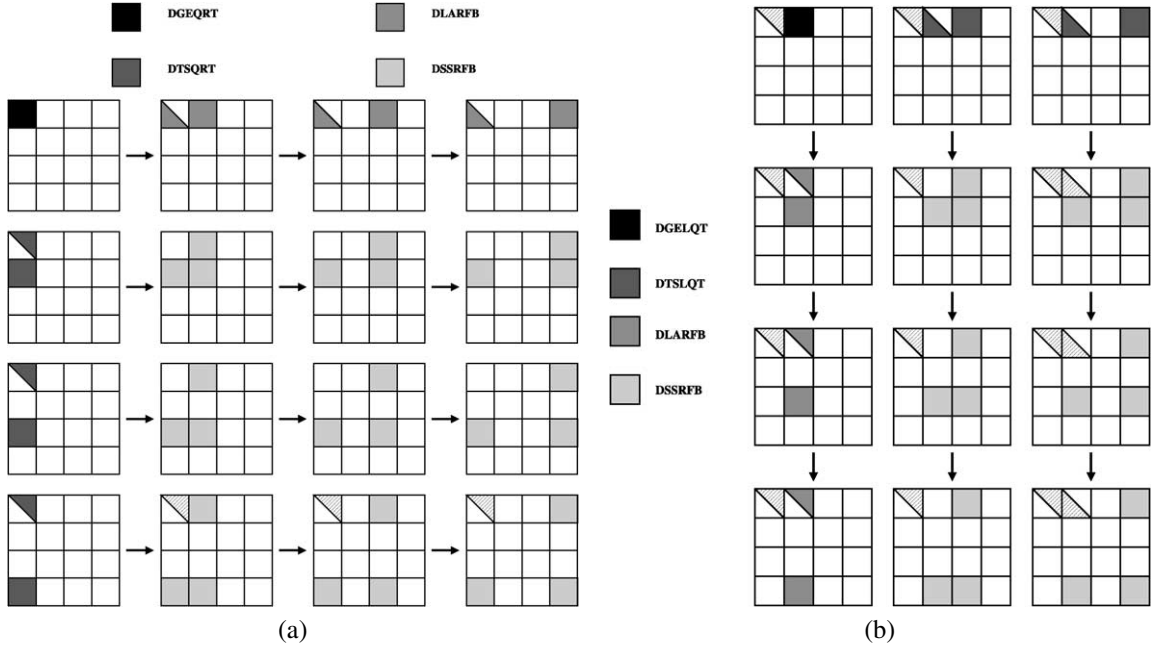 DGEQRT
DLARFB
DTSQRT
DSSRFB
DGELQT
DTSLQT
DLARFB
DSSRFB
(a)
(b)